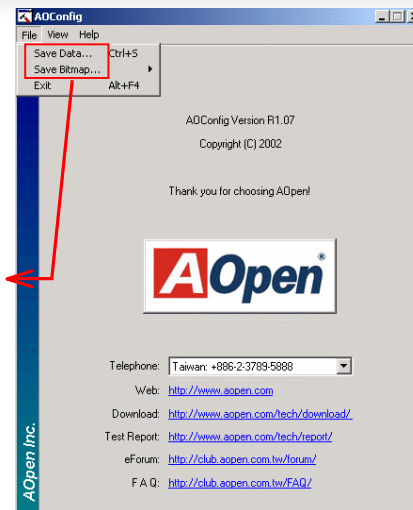 AOConfig
File View Help
Save Data... Ctrl+S
Save Bitmap...
Exit Alt+F4
AOConfig Version R1.07
Copyright (C) 2002
Thank you for choosing AOpen!
AOpen®
Telephone: Taiwan: +886-2-3789-5888
Web: http://www.aopen.com
Download: http://www.aopen.com/tech/download/
Test Report: http://www.aopen.com/tech/report/
eForum: http://club.aopen.com.tw/forum/
F A Q: http://club.aopen.com.tw/FAQ/
AOpen Inc.